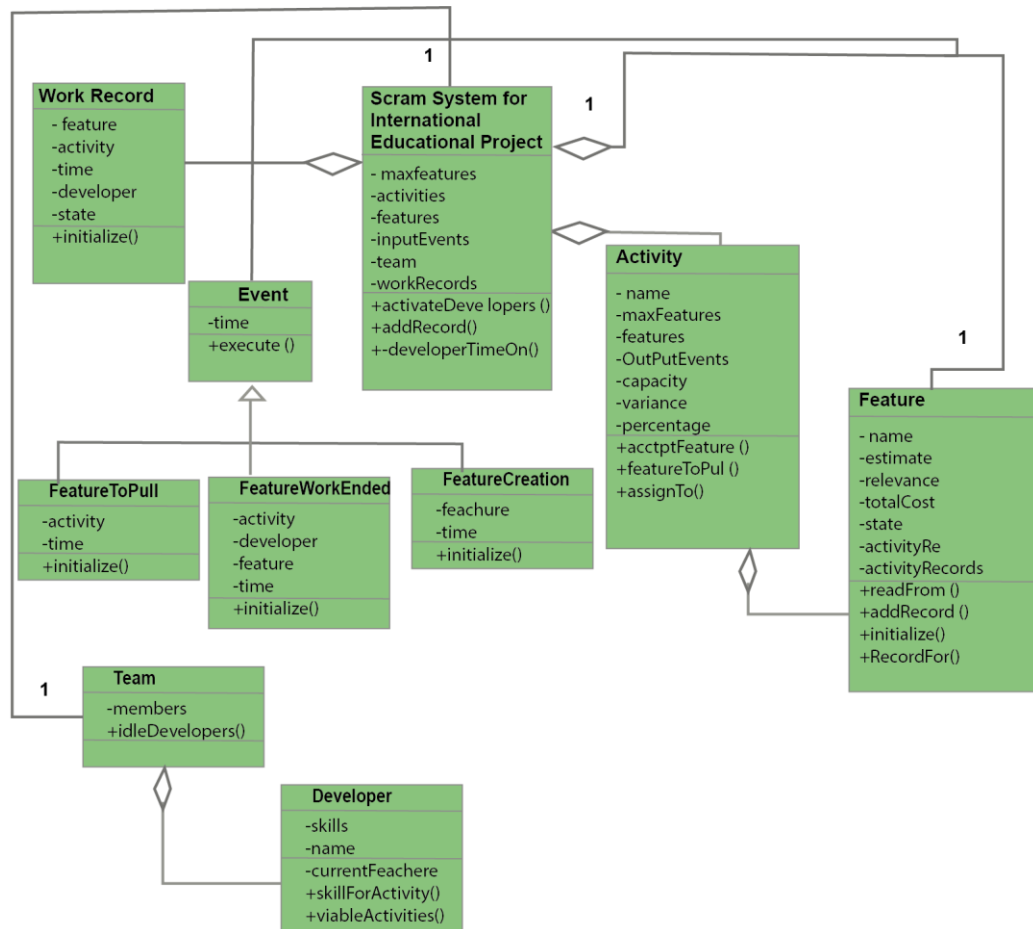 1
Work Record
- feature
-activity
-time
-developer
-state
+initialize()
Scram System for
International
Educational Project
- maxfeatures
-activities
-features
-inputEvents
-team
-workRecords
+activateDeve lopers ()
+addRecord()
+-developerTimeOn()
1
Event
-time
+execute ()
Activity
- name
-maxFeatures
-features
-OutPutEvents
-capacity
-variance
-percentage
+acctptFeature ()
+featureToPul ()
+assignTo()
1
Feature
- name
-estimate
-relevance
-totalCost
-state
-activityRe
-activityRecords
+readFrom ()
+addRecord ()
+initialize()
+RecordFor()
FeatureToPull
-activity
-time
+initialize()
FeatureWorkEnded
-activity
-developer
-feature
-time
+initialize()
FeatureCreation
-feachure
-time
+initialize()
1
Team
-members
+idleDevelopers()
Developer
-skills
-name
-currentFeachere
+skillForActivity()
+viableActivities()